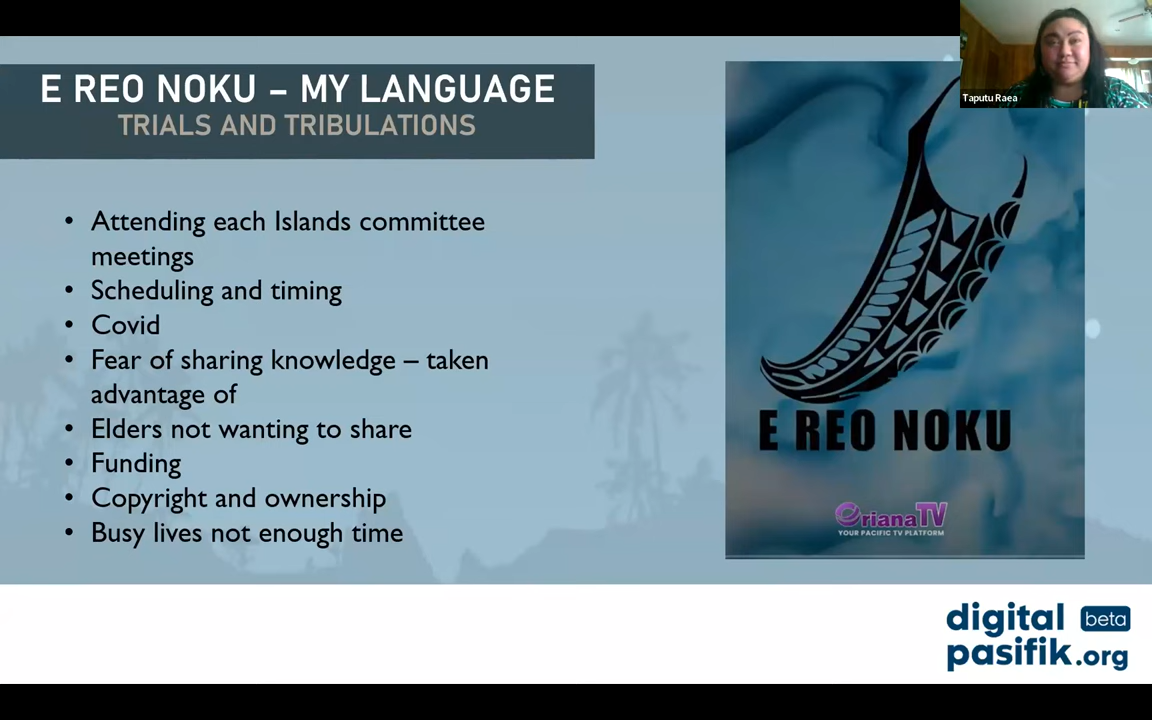 E REO NOKU – MY LANGUAGE
TRIALS AND TRIBULATIONS
• Attending each Islands committee
meetings
• Scheduling and timing
• Covid
• Fear of sharing knowledge – taken
advantage of
• Elders not wanting to share
• Funding
• Copyright and ownership
• Busy lives not enough time
Taputu Raea
E REO NOKU
OrianaTV
YOUR PACIFIC TV PLATFORM
digital beta
pasifik.org